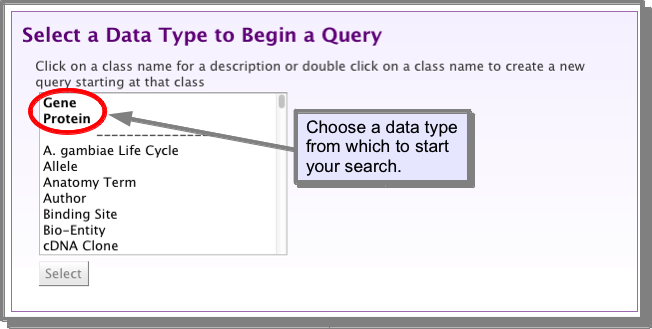 Select a Data Type to Begin a Query
Click on a class name for a description or double click on a class name to create a new
query starting at that class
Gene
Protein
A. gambiae Life Cycle
Allele
Anatomy Term
Author
Binding Site
Bio-Entity
cDNA Clone
Choose a data type
from which to start
your search.
Select